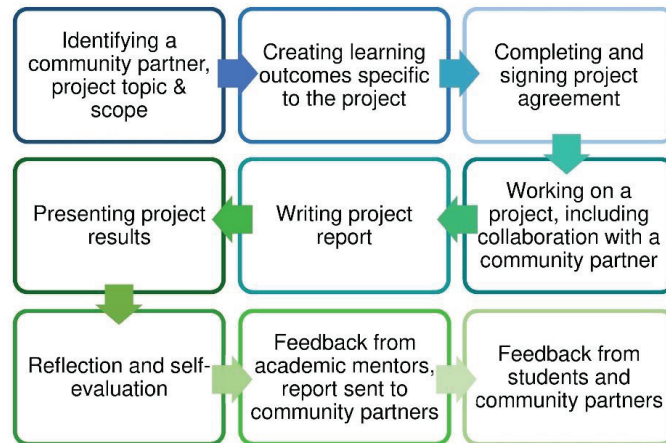 Identifying a
community partner,
project topic &
scope
Creating learning
outcomes specific
to the project
Completing and
signing project
agreement
Working on a
project, including
collaboration with a
community partner
Writing project
report
Presenting project
results
Reflection and self-
evaluation
Feedback from
academic mentors,
report sent to
community partners
Feedback from
students and
community partners